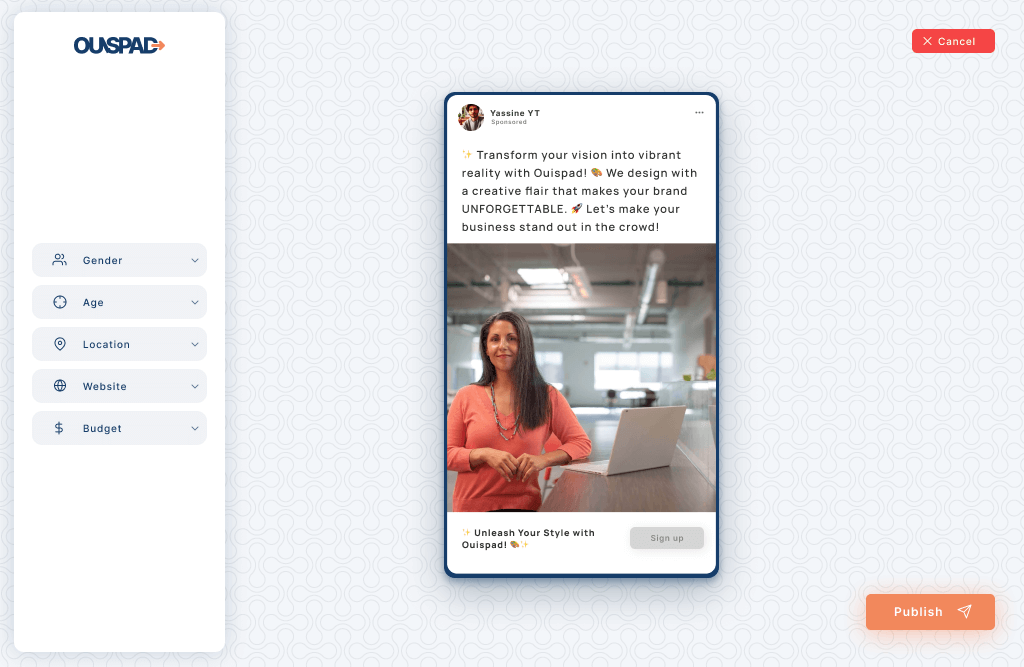 OUISPAD
Cancel
Yassine YT
Sponsored
✨ Transform your vision into vibrant
reality with Ouispad! 🎨 We design with
a creative flair that makes your brand
UNFORGETTABLE. 🚀 Let's make your
business stand out in the crowd!
Gender
Age
Location
Website
Budget
✨ Unleash Your Style with
Ouispad! 🎨✨
Sign up
Publish